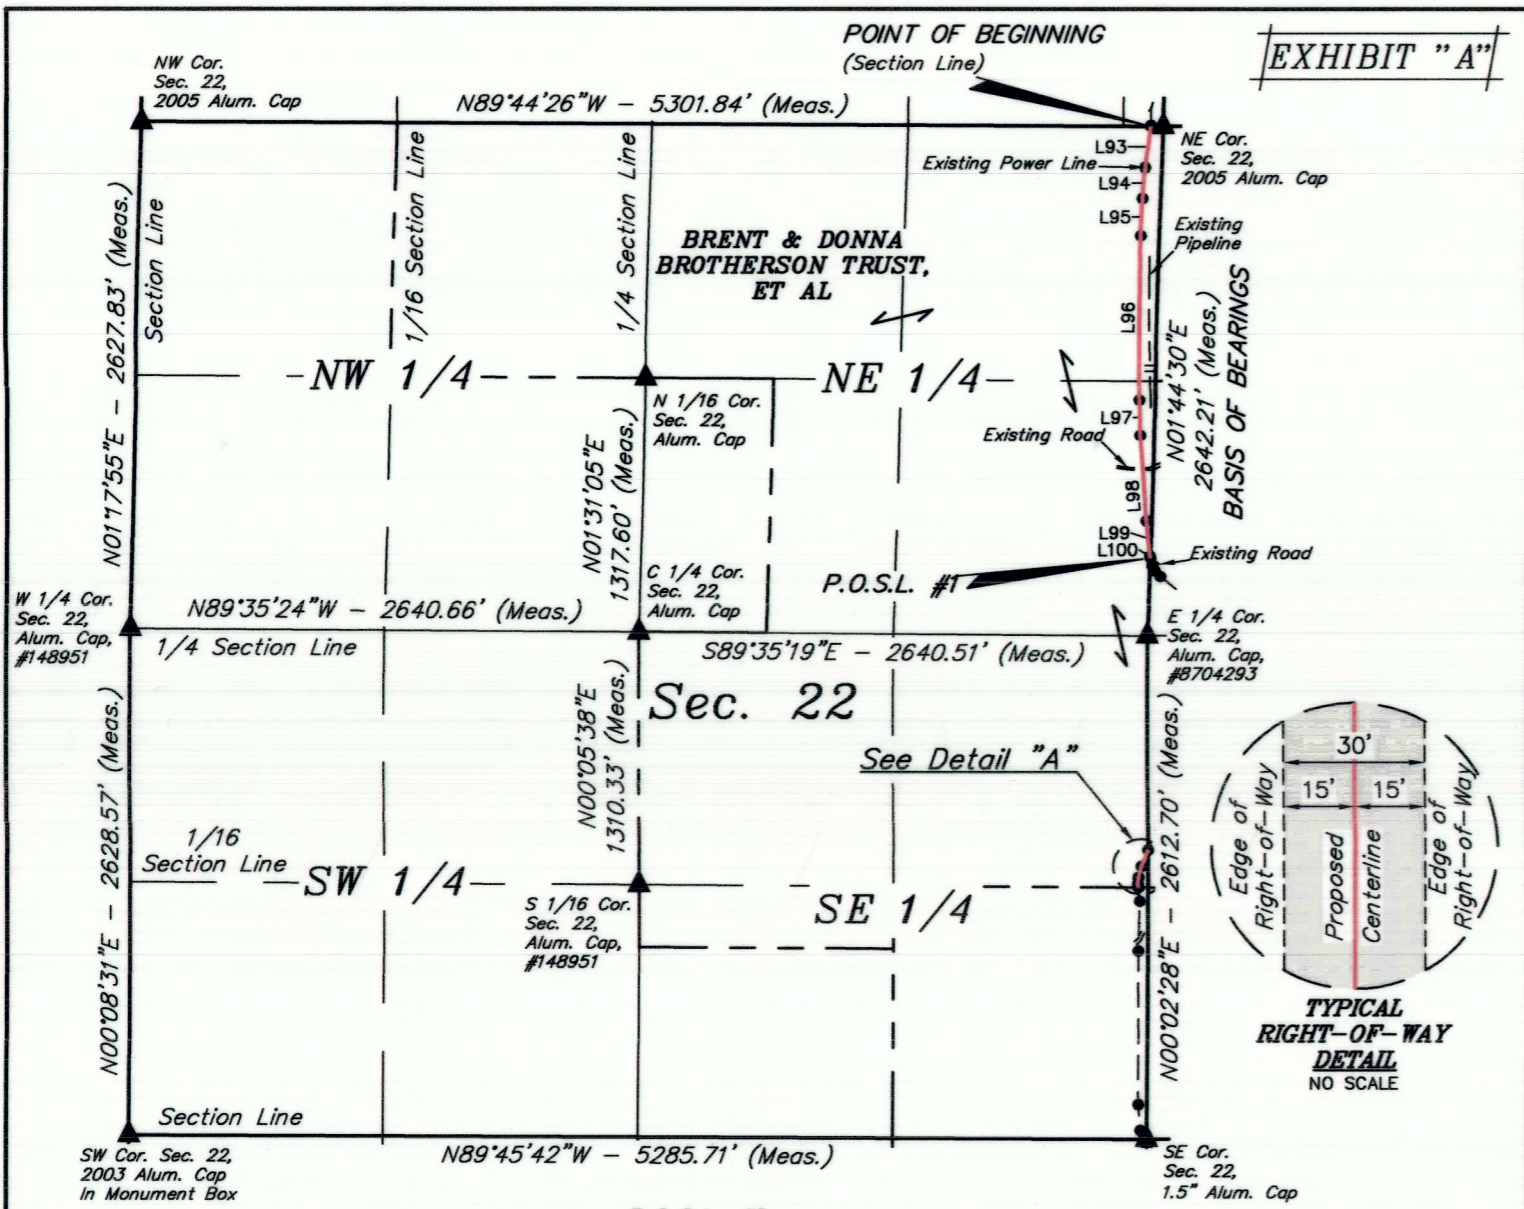 EXHIBIT "A"
POINT OF BEGINNING
(Section Line)
NW Cor.
Sec. 22,
2005 Alum. Cap
N89°44'26"W - 5301.84' (Meas.)
NE Cor.
Sec. 22,
2005 Alum. Cap
L93
Existing Power Line
L94
L95
Existing
Pipeline
L96
L97
Existing Road
L98
L99
L100
Existing Road
P.O.S.L. #1
N01°44'30"E
2642.21' (Meas.)
BASIS OF BEARINGS
N01°17'55"E - 2627.83' (Meas.)
Section Line
1/16 Section Line
1/4 Section Line
BRENT & DONNA
BROTHERSON TRUST,
ET AL
NW 1/4
NE 1/4
N 1/16 Cor.
Sec. 22,
Alum. Cap
N01°31'05"E
1317.60' (Meas.)
C 1/4 Cor.
Sec. 22,
Alum. Cap
W 1/4 Cor.
Sec. 22,
Alum. Cap,
#148951
N89°35'24"W - 2640.66' (Meas.)
1/4 Section Line
S89°35'19"E - 2640.51' (Meas.)
E 1/4 Cor.
Sec. 22,
Alum. Cap,
#8704293
Sec. 22
See Detail "A"
N00°05'38"E
1310.33' (Meas.)
N00°08'31"E - 2628.57' (Meas.)
1/16
Section Line
SW 1/4
SE 1/4
S 1/16 Cor.
Sec. 22,
Alum. Cap,
#148951
N00°02'28"E - 2612.70' (Meas.)
30'
15'
15'
Edge of
Right-of-Way
Proposed
Centerline
Edge of
Right-of-Way
TYPICAL
RIGHT-OF-WAY
DETAIL
NO SCALE
Section Line
SW Cor. Sec. 22,
2003 Alum. Cap
In Monument Box
N89°45'42"W - 5285.71' (Meas.)
SE Cor.
Sec. 22,
1.5" Alum. Cap